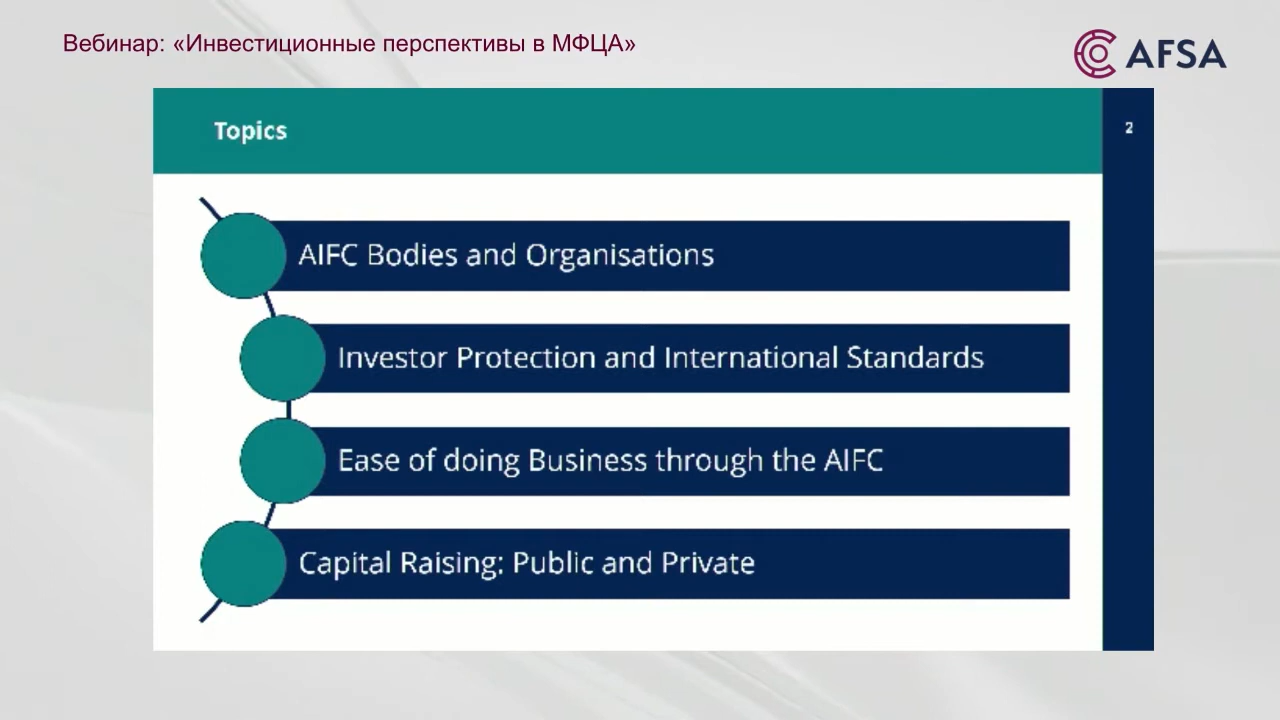 Вебинар: «Инвестиционные перспективы в МФЦА»
AFSA
Topics
2
AIFC Bodies and Organisations
Investor Protection and International Standards
Ease of doing Business through the AIFC
Capital Raising: Public and Private